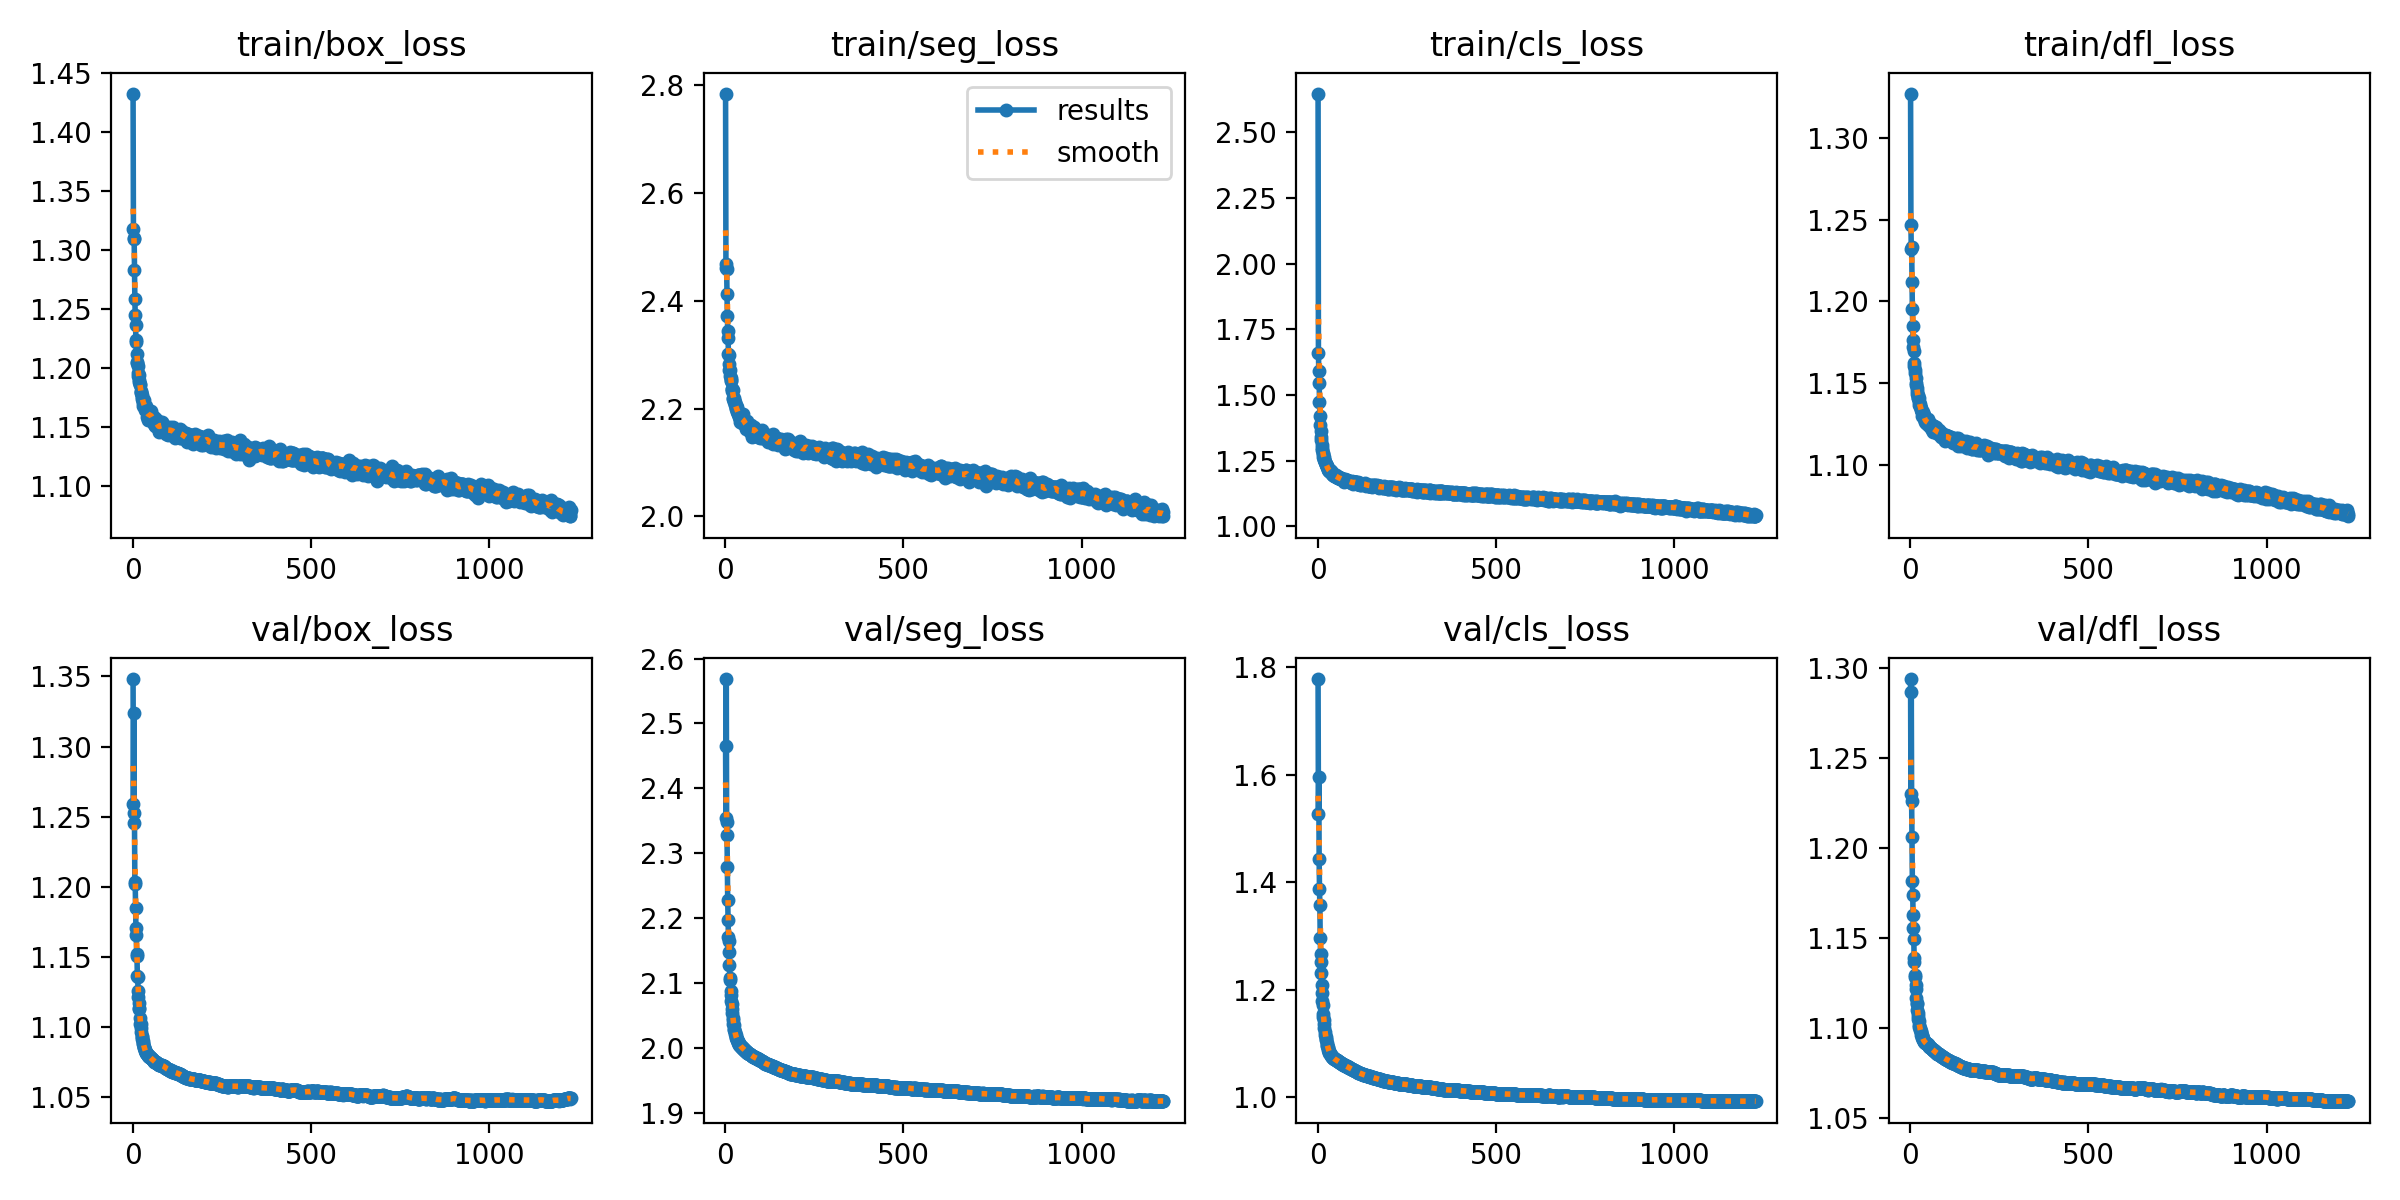 train/box_loss
1.45
1.40
1.35
1.30
1.25
1.20
1.15
1.10
0 500 1000
train/seg_loss
results
smooth
2.8
2.6
2.4
2.2
2.0
0 500 1000
train/cls_loss
2.50
2.25
2.00
1.75
1.50
1.25
1.00
0 500 1000
train/dfl_loss
1.30
1.25
1.20
1.15
1.10
0 500 1000
val/box_loss
1.35
1.30
1.25
1.20
1.15
1.10
1.05
0 500 1000
val/seg_loss
2.6
2.5
2.4
2.3
2.2
2.1
2.0
1.9
0 500 1000
val/cls_loss
1.8
1.6
1.4
1.2
1.0
0 500 1000
val/dfl_loss
1.30
1.25
1.20
1.15
1.10
1.05
0 500 1000